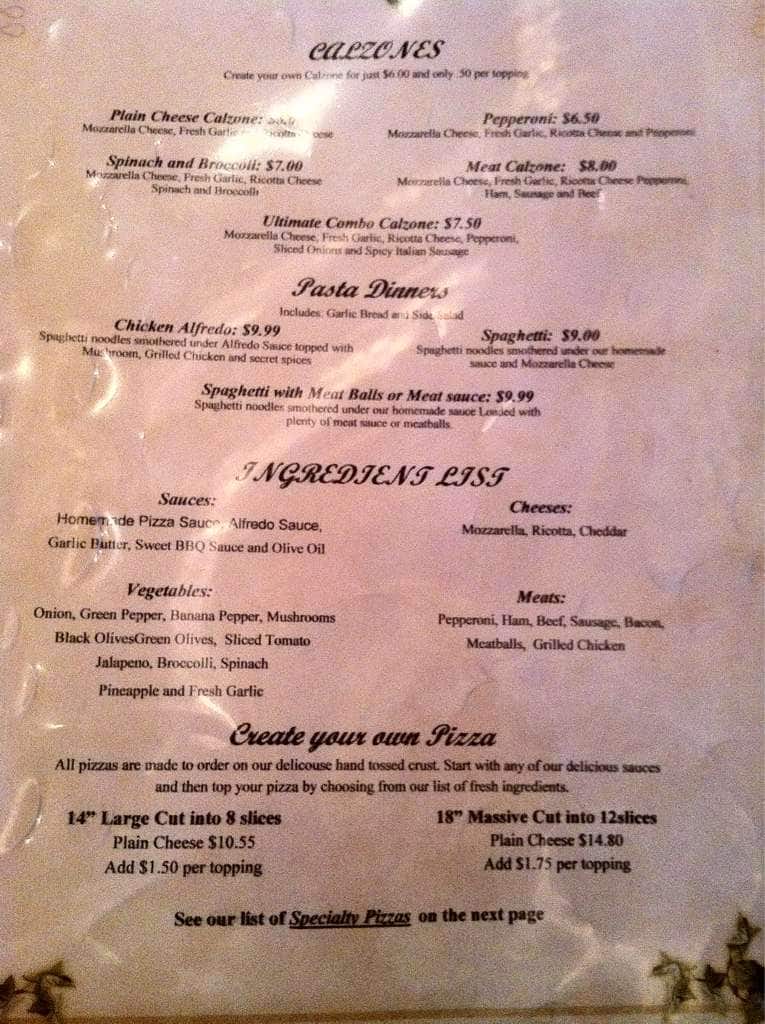 CALZONES
Create your own Calzone for just $6.00 and only .50 per topping
Plain Cheese Calzone:
Mozzarella Cheese, Fresh Garlic Ricotta Cheese
Pepperoni: $6.50
Mozzarella Cheese, Fresh Garlic, Ricotta Cheese and Pepperoni
Spinach and Broccoli: $7.00
Mozzarella Cheese, Fresh Garlic, Ricotta Cheese
Spinach and Broccoli
Meat Calzone: $8.00
Mozzarella Cheese, Fresh Garlic, Ricotta Cheese Pepperoni,
Ham, Sausage and Beef
Ultimate Combo Calzone: $7.50
Mozzarella Cheese, Fresh Garlic, Ricotta Cheese, Pepperoni,
Sliced Onions and Spicy Italian Sausage
Pasta Dinners
Includes: Garlic Bread and Side Salad
Chicken Alfredo: $9.99
Spaghetti noodles smothered under Alfredo Sauce topped with
Mushroom, Grilled Chicken and secret spices
Spaghetti: $9.00
Spaghetti noodles smothered under our homemade
sauce and Mozzarella Cheese
Spaghetti with Meat Balls or Meat sauce: $9.99
Spaghetti noodles smothered under our homemade sauce Loaded with
plenty of meat sauce or meatballs.
INGREDIENT LIST
Sauces:
Homemade Pizza Sauce, Alfredo Sauce,
Garlic Butter, Sweet BBQ Sauce and Olive Oil
Cheeses:
Mozzarella, Ricotta, Cheddar
Vegetables:
Onion, Green Pepper, Banana Pepper, Mushrooms
Black OlivesGreen Olives, Sliced Tomato
Jalapeno, Broccolli, Spinach
Pineapple and Fresh Garlic
Meats:
Pepperoni, Ham, Beef, Sausage, Bacon,
Meatballs, Grilled Chicken
Create your own Pizza
All pizzas are made to order on our delicouse hand tossed crust. Start with any of our delicious sauces
and then top your pizza by choosing from our list of fresh ingredients.
14" Large Cut into 8 slices
Plain Cheese $10.55
Add $1.50 per topping
18" Massive Cut into 12slices
Plain Cheese $14.80
Add $1.75 per topping
See our list of Specialty Pizzas on the next page